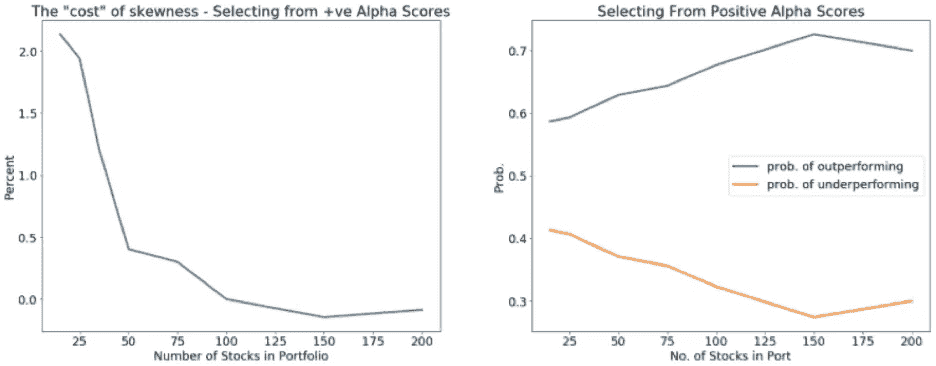 The "cost" of skewness - Selecting from +ve Alpha Scores
Percent
2.0
1.5
1.0
0.5
0.0
25 50 75 100 125 150 175 200
Number of Stocks in Portfolio
Selecting From Positive Alpha Scores
Prob.
0.7
0.6
0.5
0.4
0.3
prob. of outperforming
prob. of underperforming
25 50 75 100 125 150 175 200
No. of Stocks in Port